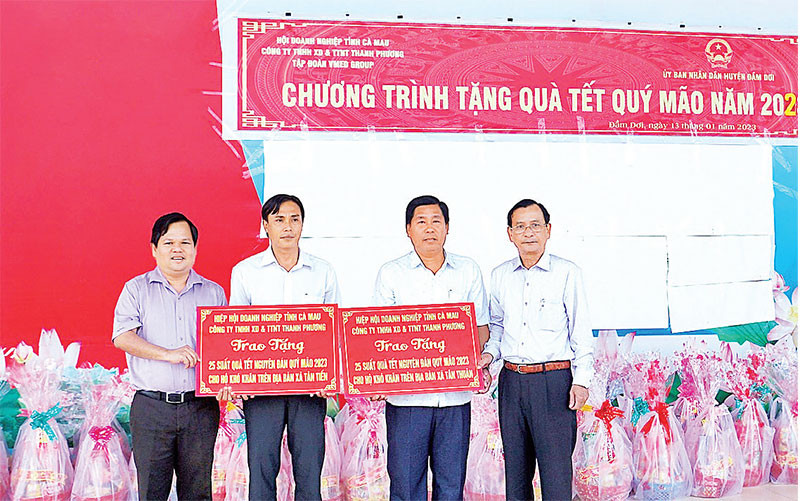 HỘI DOANH NGHIỆP TỈNH CÀ MAU
CÔNG TY TNHH XD & TTNT THANH PHƯƠNG
TẬP ĐOÀN VMED GROUP
ỦY BAN NHÂN DÂN HUYỆN ĐẦM DƠI
CHƯƠNG TRÌNH TẶNG QUÀ TẾT QUÝ MÃO NĂM 202
Đầm Dơi, ngày 13 tháng 01 năm 2023
HIỆP HỘI DOANH NGHIỆP TỈNH CÀ MAU
CÔNG TY TNHH XD & TTNT THANH PHƯƠNG
Trao Tặng
25 SUẤT QUÀ TẾT NGUYÊN ĐÁN QUÝ MÃO 2023
CHO HỘ KHÓ KHĂN TRÊN ĐỊA BÀN XÃ TÂN TIẾN
HIỆP HỘI DOANH NGHIỆP TỈNH CÀ MAU
CÔNG TY TNHH XD & TTNT THANH PHƯƠNG
Trao Tặng
25 SUẤT QUÀ TẾT NGUYÊN ĐÁN QUÝ MÃO 2023
CHO HỘ KHÓ KHĂN TRÊN ĐỊA BÀN XÃ TÂN THUẬN